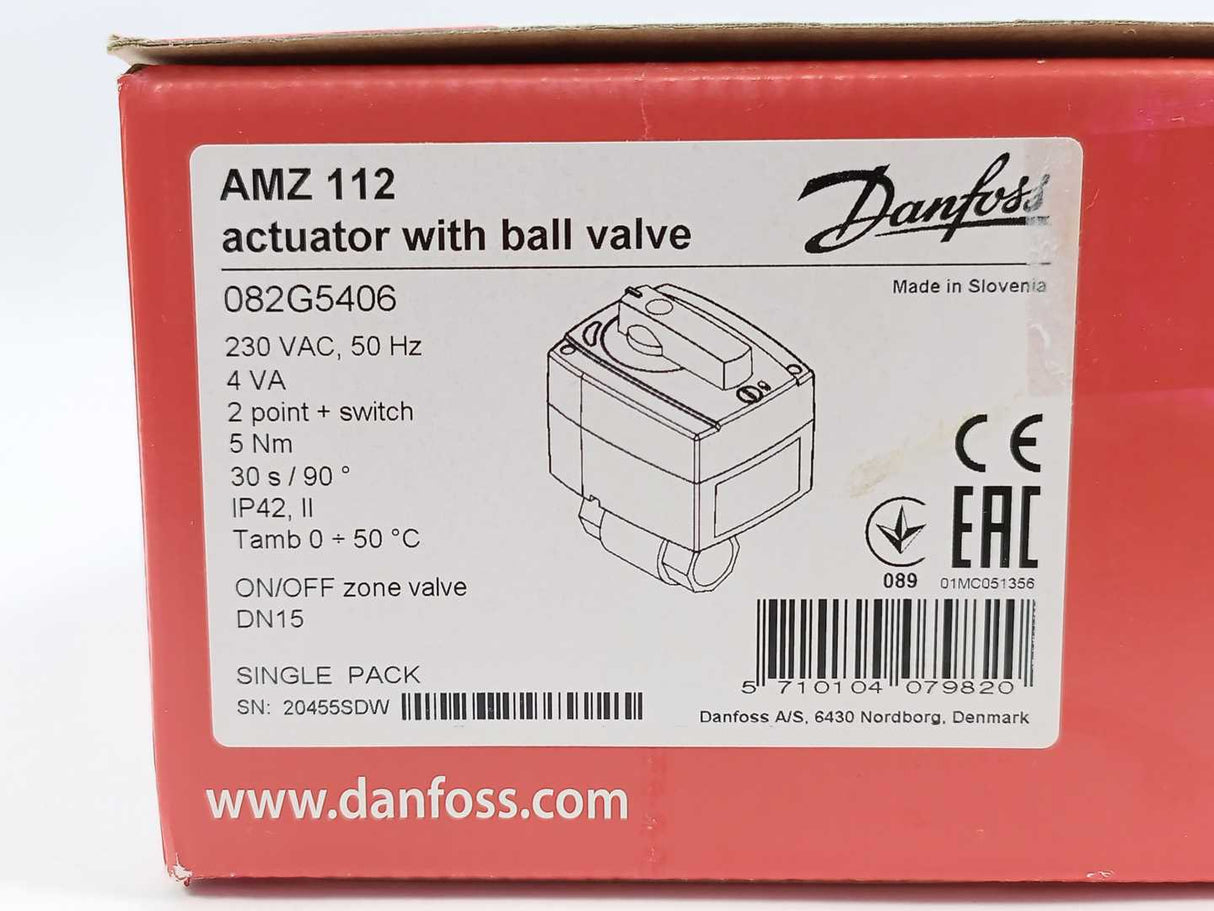 AMZ 112
actuator with ball valve
Danfoss
082G5406
Made in Slovenia
230 VAC, 50 Hz
4 VA
2 point + switch
5 Nm
30 s / 90 °
IP42, II
Tamb 0 ÷ 50 °C
ON/OFF zone valve
DN15
CE
EAC
089
01MC051356
SINGLE PACK
SN: 20455SDW
5 710104 079820
Danfoss A/S, 6430 Nordborg, Denmark
www.danfoss.com